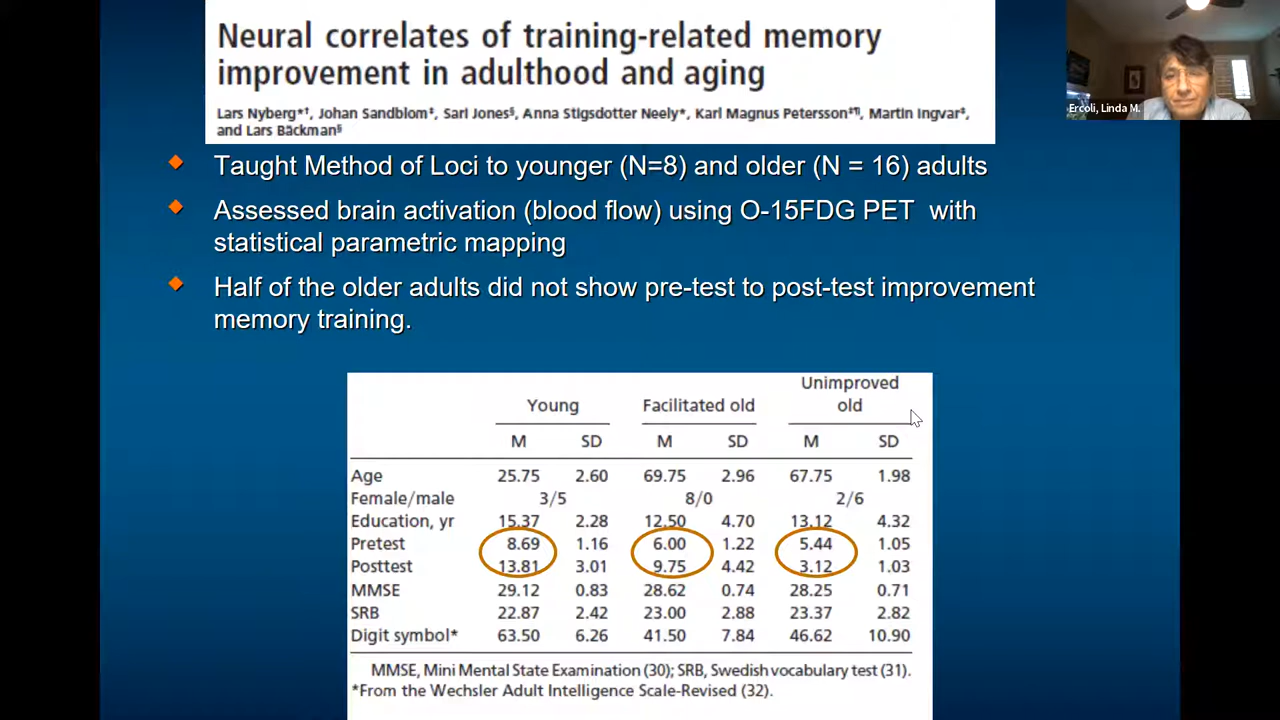 Neural correlates of training-related memory
improvement in adulthood and aging
Lars Nyberg*†, Johan Sandblom‡, Sari Jones§, Anna Stigsdotter Neely*, Karl Magnus Petersson‡¶, Martin Ingvar‡,
and Lars Bäckman§
Ercoli, Linda M.
Taught Method of Loci to younger (N=8) and older (N = 16) adults
Assessed brain activation (blood flow) using O-15FDG PET with
statistical parametric mapping
Half of the older adults did not show pre-test to post-test improvement
memory training.
Young Facilitated old Unimproved old
M SD M SD M SD
Age 25.75 2.60 69.75 2.96 67.75 1.98
Female/male 3/5 8/0 2/6
Education, yr 15.37 2.28 12.50 4.70 13.12 4.32
Pretest 8.69 1.16 6.00 1.22 5.44 1.05
Posttest 13.81 3.01 9.75 4.42 3.12 1.03
MMSE 29.12 0.83 28.62 0.74 28.25 0.71
SRB 22.87 2.42 23.00 2.88 23.37 2.82
Digit symbol* 63.50 6.26 41.50 7.84 46.62 10.90
MMSE, Mini Mental State Examination (30); SRB, Swedish vocabulary test (31).
*From the Wechsler Adult Intelligence Scale-Revised (32).